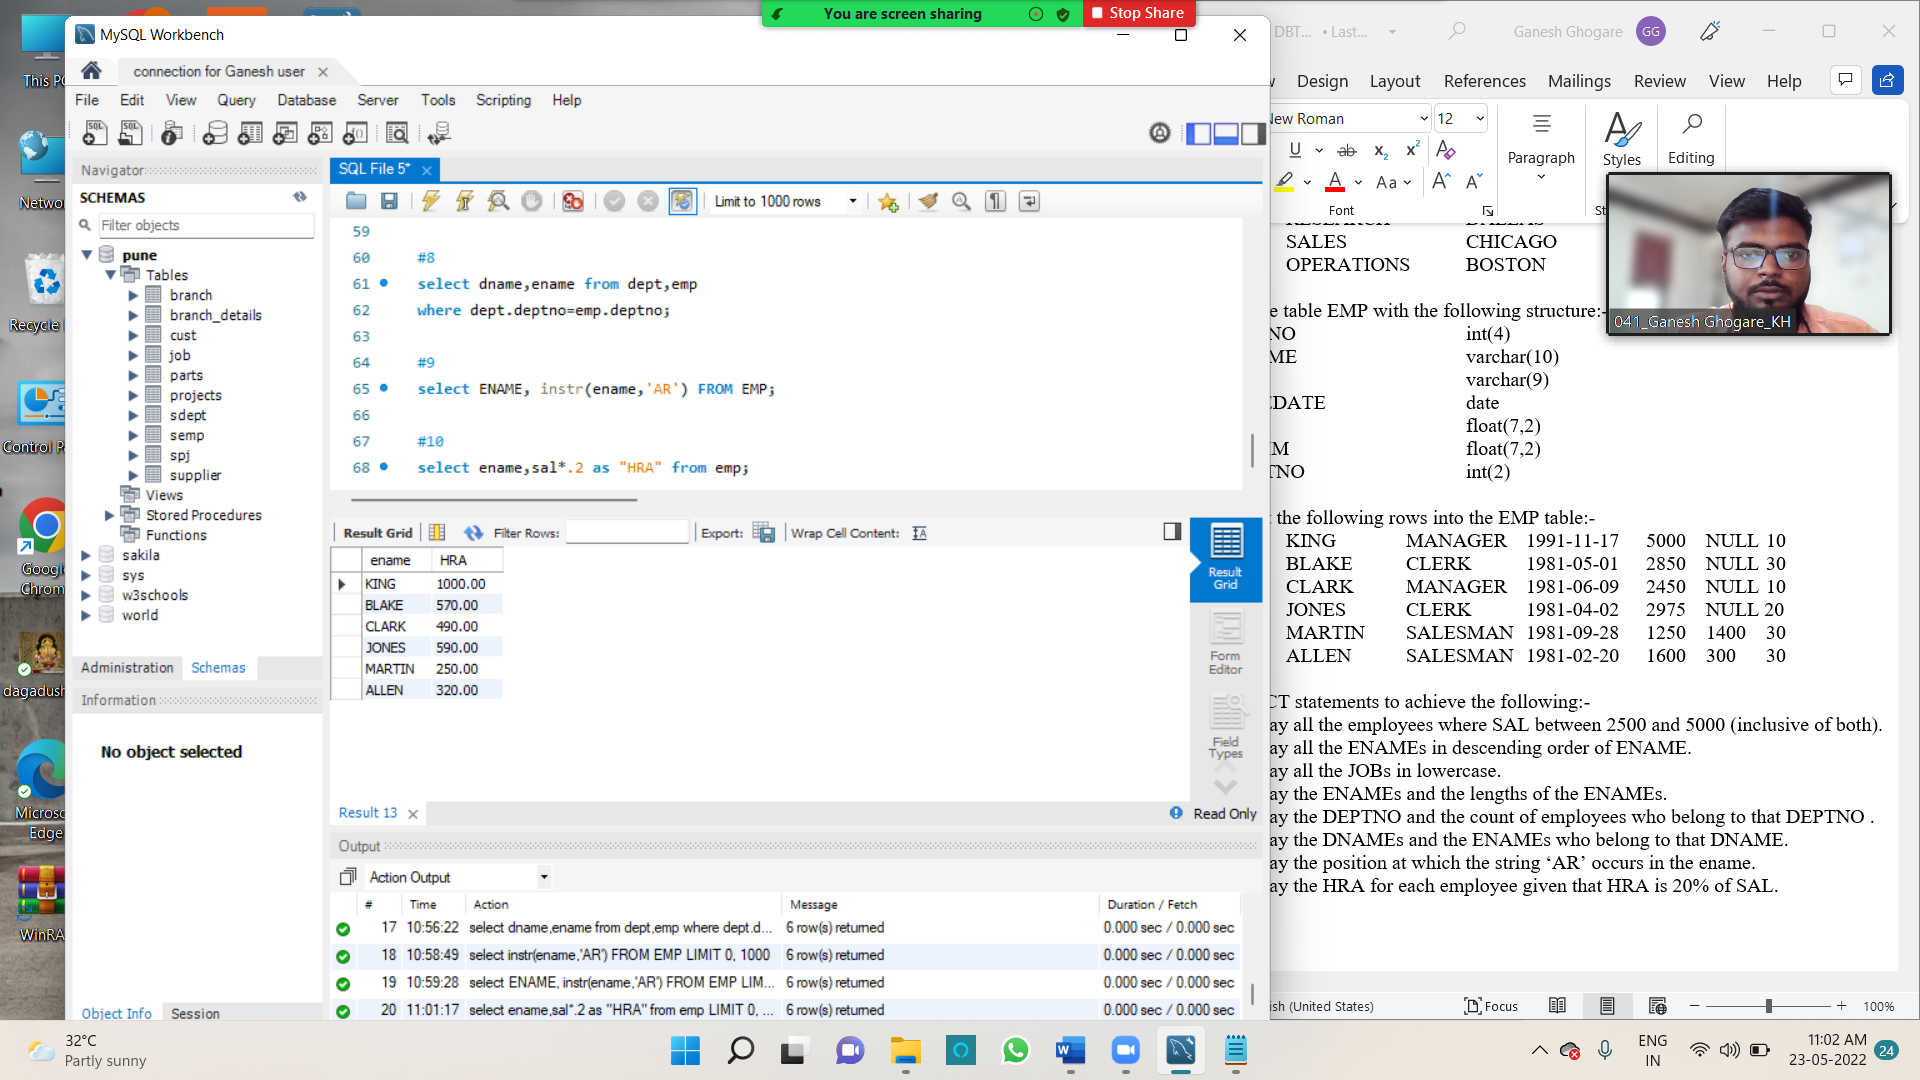 You are screen sharing
Stop Share
This PC
Recycle
WinRA
MySQL Workbench
connection for Ganesh user
File Edit View Query Database Server Tools Scripting Help
Navigator
SCHEMAS
Filter objects
pune
Tables
branch
branch_details
cust
job
parts
projects
sdept
semp
spj
supplier
Views
Stored Procedures
Functions
sakila
sys
w3schools
world
Administration Schemas
Information
No object selected
Object Info Session
SQL File 5*
Limit to 1000 rows
59
60 #8
61 select dname,ename from dept,emp
62 where dept.deptno=emp.deptno;
63
64 #9
65 select ENAME, instr(ename,'AR') FROM EMP;
66
67 #10
68 select ename,sal*.2 as "HRA" from emp;
Result Grid Filter Rows: Export: Wrap Cell Content:
ename HRA
KING 1000.00
BLAKE 570.00
CLARK 490.00
JONES 590.00
MARTIN 250.00
ALLEN 320.00
Result Grid
Form Editor
Field Types
Result 13
Read Only
Output
Action Output
# Time Action Message Duration / Fetch
17 10:56:22 select dname,ename from dept,emp where dept.d... 6 row(s) returned 0.000 sec / 0.000 sec
18 10:58:49 select instr(ename,'AR') FROM EMP LIMIT 0, 1000 6 row(s) returned 0.000 sec / 0.000 sec
19 10:59:28 select ENAME, instr(ename,'AR') FROM EMP LIM... 6 row(s) returned 0.000 sec / 0.000 sec
20 11:01:17 select ename,sal*.2 as "HRA" from emp LIMIT 0, ... 6 row(s) returned 0.000 sec / 0.000 sec
DBT... • Last...
Ganesh Ghogare GG
Design Layout References Mailings Review View Help
New Roman 12
Paragraph
Styles
Editing
Font
041_Ganesh Ghogare_KH
SALES CHICAGO
OPERATIONS BOSTON
e table EMP with the following structure:-
NO int(4)
ME varchar(10)
varchar(9)
EDATE date
float(7,2)
IM float(7,2)
TNO int(2)
t the following rows into the EMP table:-
KING MANAGER 1991-11-17 5000 NULL 10
BLAKE CLERK 1981-05-01 2850 NULL 30
CLARK MANAGER 1981-06-09 2450 NULL 10
JONES CLERK 1981-04-02 2975 NULL 20
MARTIN SALESMAN 1981-09-28 1250 1400 30
ALLEN SALESMAN 1981-02-20 1600 300 30
CT statements to achieve the following:-
ay all the employees where SAL between 2500 and 5000 (inclusive of both).
ay all the ENAMEs in descending order of ENAME.
ay all the JOBs in lowercase.
ay the ENAMEs and the lengths of the ENAMEs.
ay the DEPTNO and the count of employees who belong to that DEPTNO .
ay the DNAMEs and the ENAMEs who belong to that DNAME.
ay the position at which the string ‘AR’ occurs in the ename.
ay the HRA for each employee given that HRA is 20% of SAL.
ish (United States)
Focus
100%
32°C
Partly sunny
ENG
IN
11:02 AM
23-05-2022
24